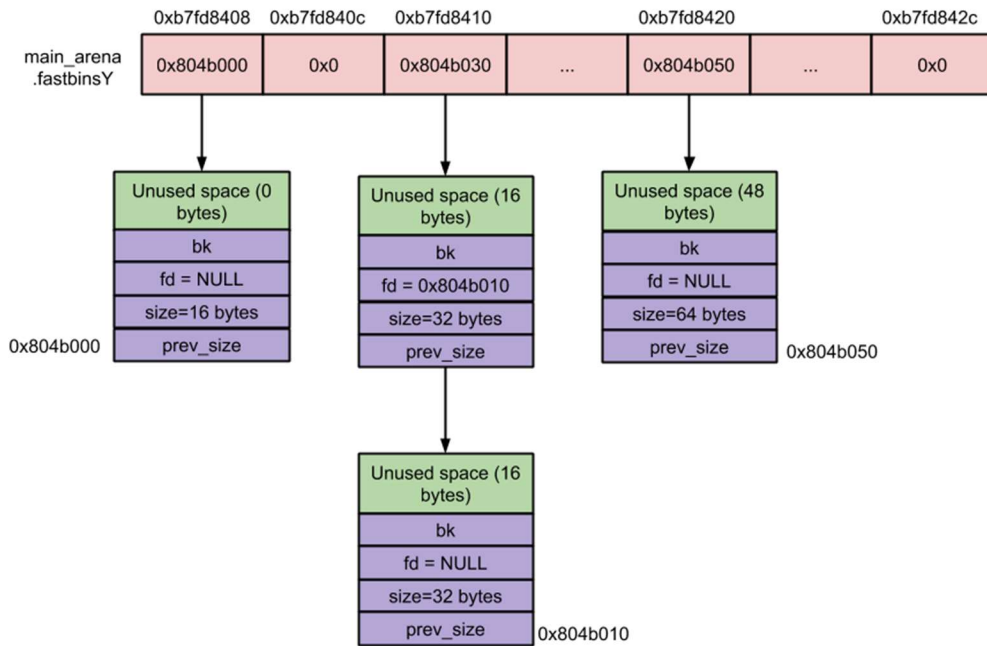 0xb7fd8408
0xb7fd840c
0xb7fd8410
0xb7fd8420
0xb7fd842c
main_arena
.fastbinsY
0x804b000
0x0
0x804b030
...
0x804b050
...
0x0
Unused space (0
bytes)
bk
fd = NULL
size=16 bytes
prev_size
0x804b000
Unused space (16
bytes)
bk
fd = 0x804b010
size=32 bytes
prev_size
Unused space (48
bytes)
bk
fd = NULL
size=64 bytes
prev_size
0x804b050
Unused space (16
bytes)
bk
fd = NULL
size=32 bytes
prev_size
0x804b010